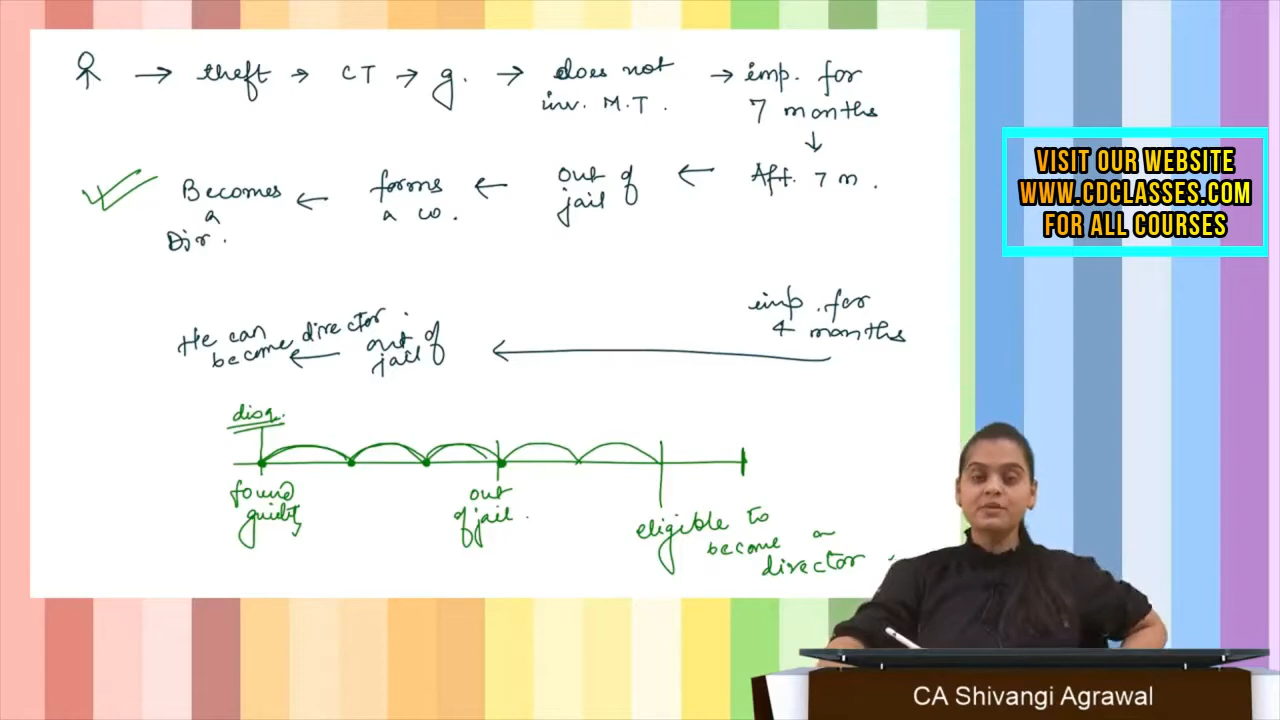 → theft → CT → g. → does not → imp. for
inv. M.T. 7 months
↓
Becomes ← forms ← out of ← Aff. 7 m.
a a co. jail
Dir.
imp. for
4 months
He can become director. ← out of jail ←
disq.
found guilty
out of jail.
eligible to
become a
director
VISIT OUR WEBSITE
WWW.CDCLASSES.COM
FOR ALL COURSES
CA Shivangi Agrawal